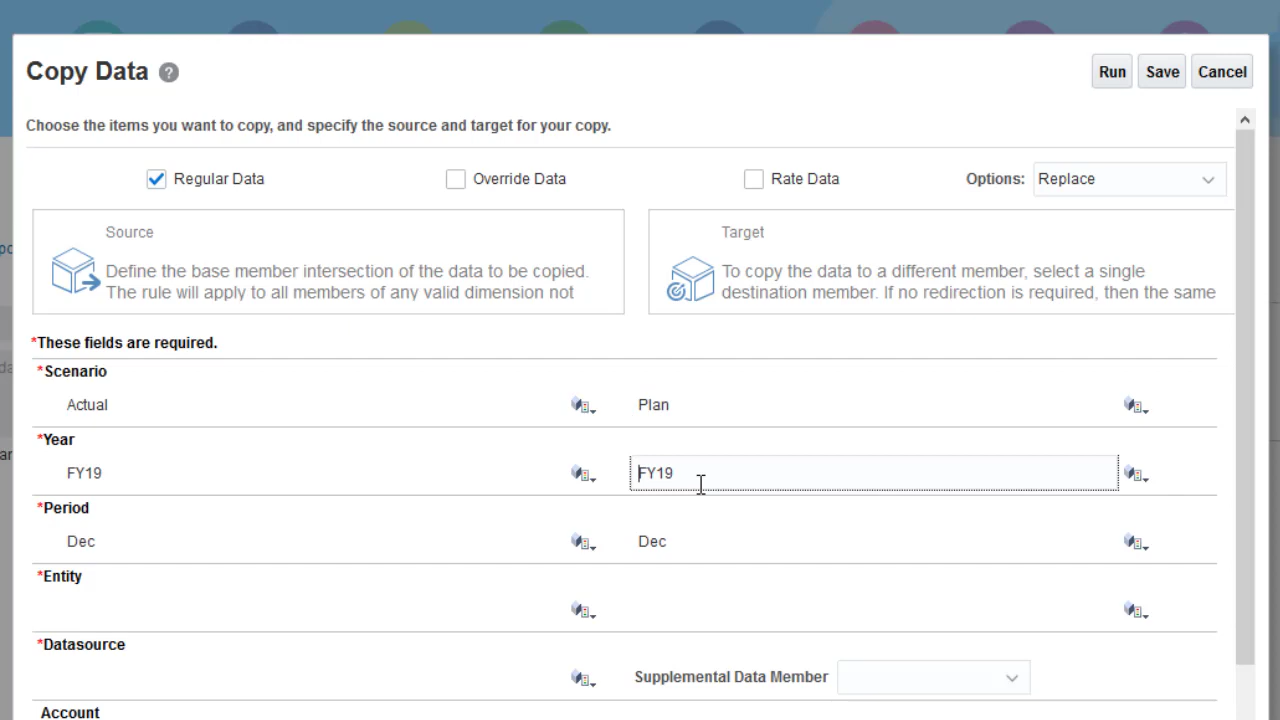 Copy Data ?
Run Save Cancel
Choose the items you want to copy, and specify the source and target for your copy.
Regular Data Override Data Rate Data Options: Replace
Source
Define the base member intersection of the data to be copied.
The rule will apply to all members of any valid dimension not
Target
To copy the data to a different member, select a single
destination member. If no redirection is required, then the same
*These fields are required.
*Scenario
Actual Plan
*Year
FY19 FY19
*Period
Dec Dec
*Entity
*Datasource
Supplemental Data Member
Account